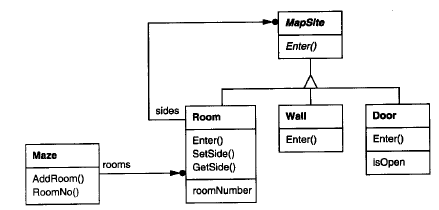 MapSite
Enter()
sides
Room
Enter()
SetSide()
GetSide()
roomNumber
Wall
Enter()
Door
Enter()
isOpen
Maze
AddRoom()
RoomNo()
rooms